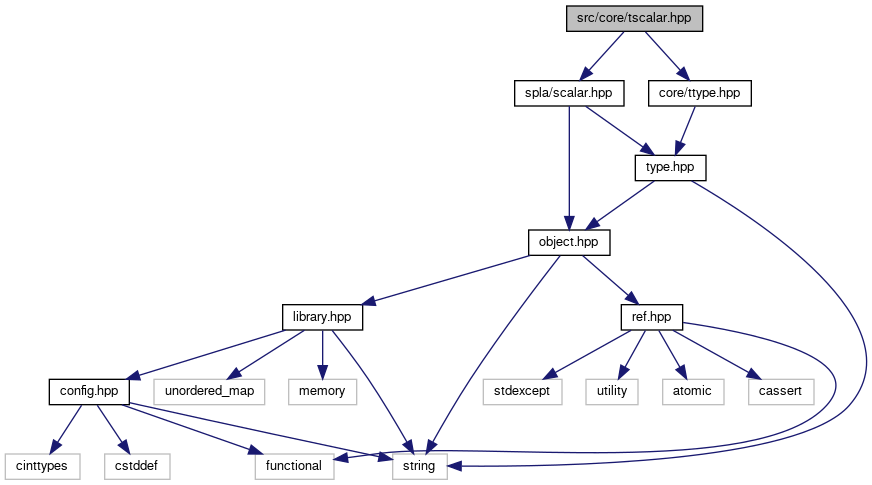 src/core/tscalar.hpp
spla/scalar.hpp
core/ttype.hpp
type.hpp
object.hpp
library.hpp
ref.hpp
config.hpp
unordered_map
memory
stdexcept
utility
atomic
cassert
cinttypes
cstddef
functional
string